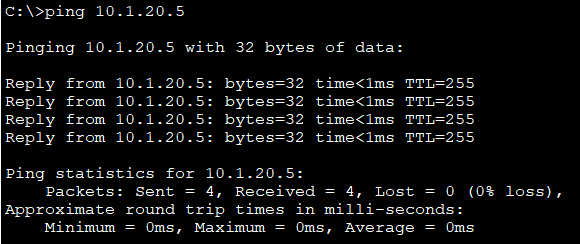 C:\>ping 10.1.20.5
Pinging 10.1.20.5 with 32 bytes of data:
Reply from 10.1.20.5: bytes=32 time<1ms TTL=255
Reply from 10.1.20.5: bytes=32 time<1ms TTL=255
Reply from 10.1.20.5: bytes=32 time<1ms TTL=255
Reply from 10.1.20.5: bytes=32 time<1ms TTL=255
Ping statistics for 10.1.20.5:
    Packets: Sent = 4, Received = 4, Lost = 0 (0% loss),
Approximate round trip times in milli-seconds:
    Minimum = 0ms, Maximum = 0ms, Average = 0ms